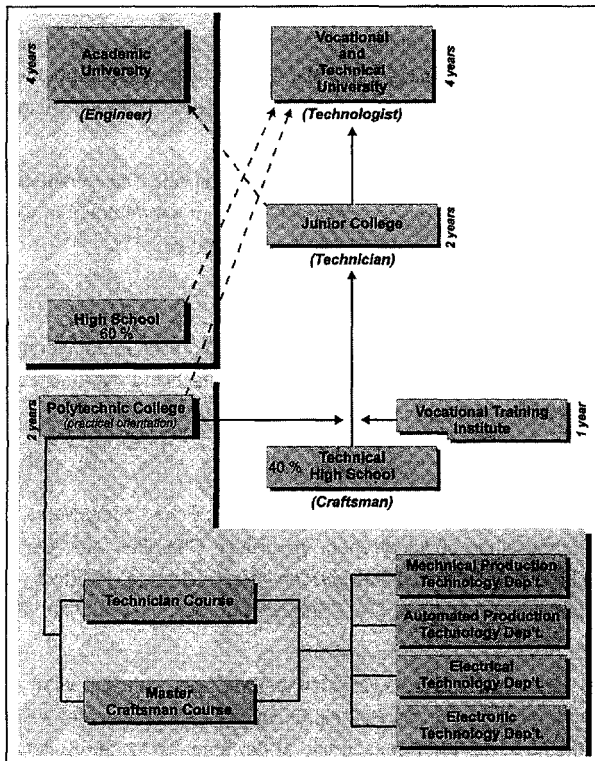 4 years
Academic
University
(Engineer)
Vocational
and
Technical
University
4 years
(Technologist)
Junior College
2 years
(Technician)
High School
60 %
2 years
Polytechnic College
(practical orientation)
Vocational Training
Institute
1 year
40 %
Technical
High School
(Craftsman)
Technician Course
Master
Craftsman Course
Mechnical Production
Technology Dep't.
Automated Production
Technology Dep't.
Electrical
Technology Dep't.
Electronic
Technology Dep't.